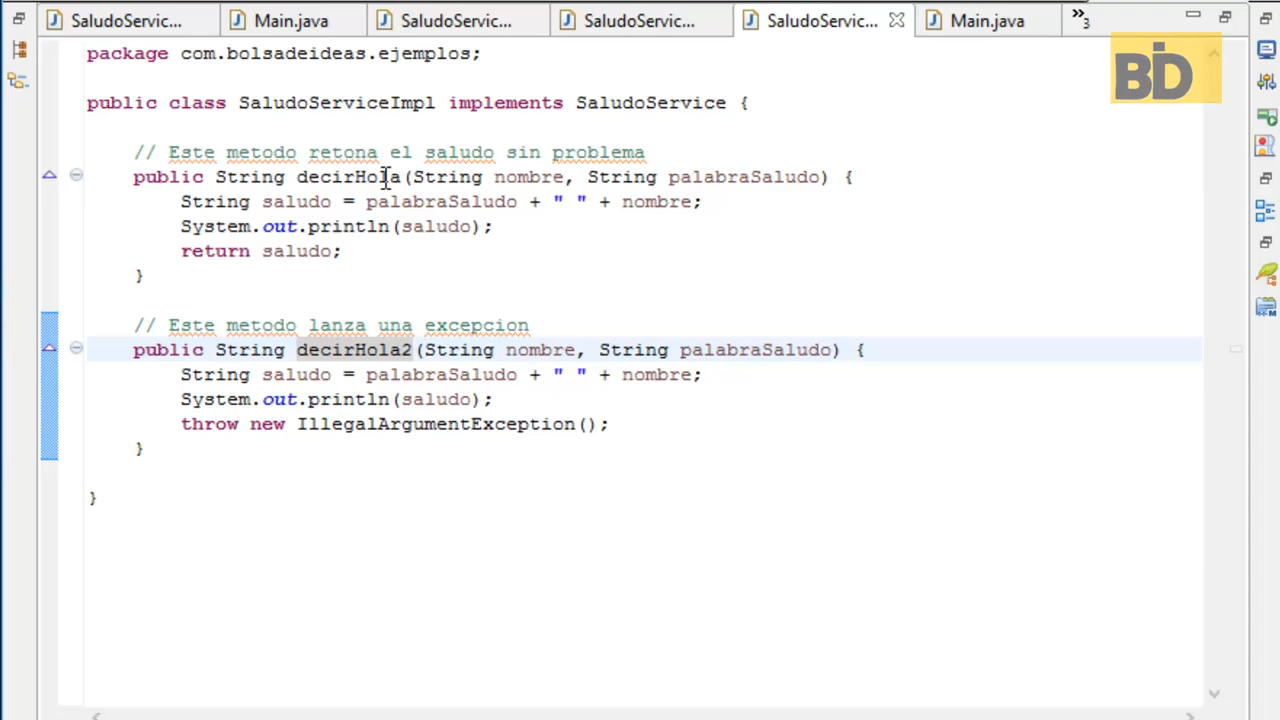 SaludoServic... Main.java SaludoServic... SaludoServic... SaludoServic... Main.java »3
package com.bolsadeideas.ejemplos;
BD
public class SaludoServiceImpl implements SaludoService {
// Este metodo retona el saludo sin problema
public String decirHola(String nombre, String palabraSaludo) {
String saludo = palabraSaludo + " " + nombre;
System.out.println(saludo);
return saludo;
}
// Este metodo lanza una excepcion
public String decirHola2(String nombre, String palabraSaludo) {
String saludo = palabraSaludo + " " + nombre;
System.out.println(saludo);
throw new IllegalArgumentException();
}
}